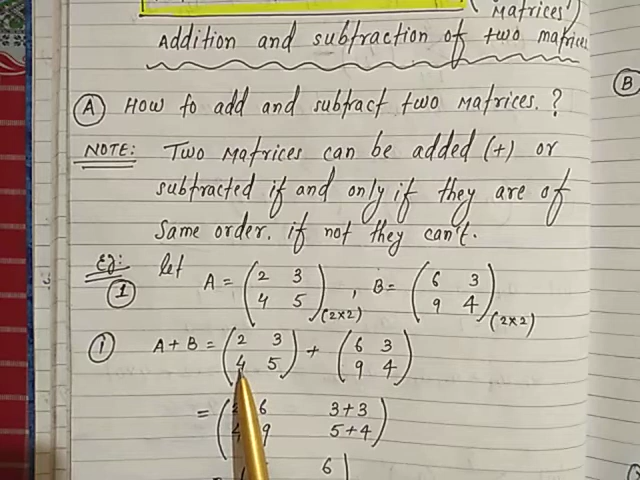 (Matrices)
Addition and subtraction of two matrices
(A) How to add and subtract two Matrices.?
NOTE: Two Matrices can be added (+) or
subtracted if and only if they are of
same order. if not they can't.
Eg: let
(1) A = (2 3 4 5)(2×2), B = (6 3 9 4)(2×2)
(i) A + B = (2 3 4 5) + (6 3 9 4)
= ( 6 3+3
9 5+4 )
6
(B)